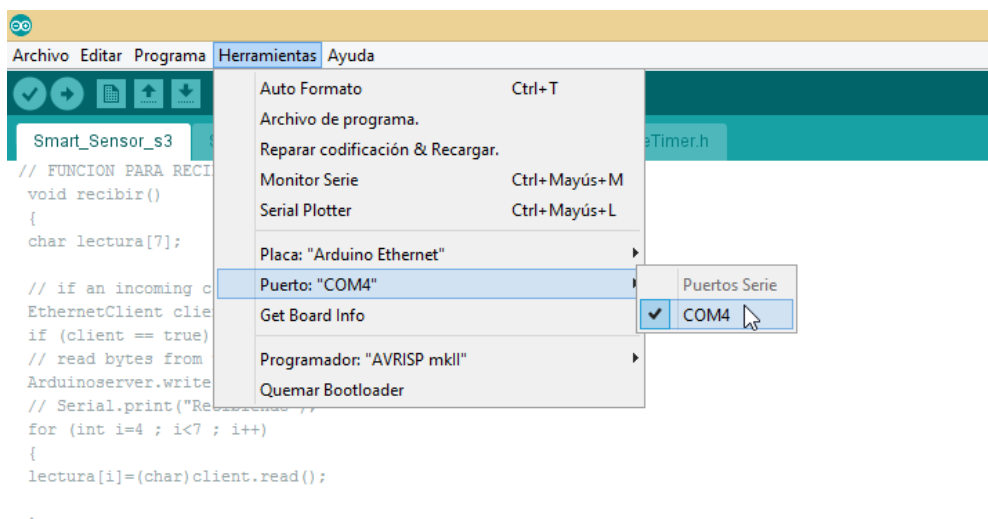 Archivo Editar Programa Herramientas Ayuda
Auto Formato Ctrl+T
Archivo de programa.
Reparar codificación & Recargar.
Monitor Serie Ctrl+Mayús+M
Serial Plotter Ctrl+Mayús+L
Placa: "Arduino Ethernet"
Puerto: "COM4"
Get Board Info
Programador: "AVRISP mkII"
Quemar Bootloader
Puertos Serie
COM4
Smart_Sensor_s3 eTimer.h
// FUNCION PARA RECI
void recibir()
{
char lectura[7];
// if an incoming c
EthernetClient clie
if (client == true)
// read bytes from
Arduinoserver.write
// Serial.print("Re
for (int i=4 ; i<7 ; i++)
{
lectura[i]=(char)client.read();